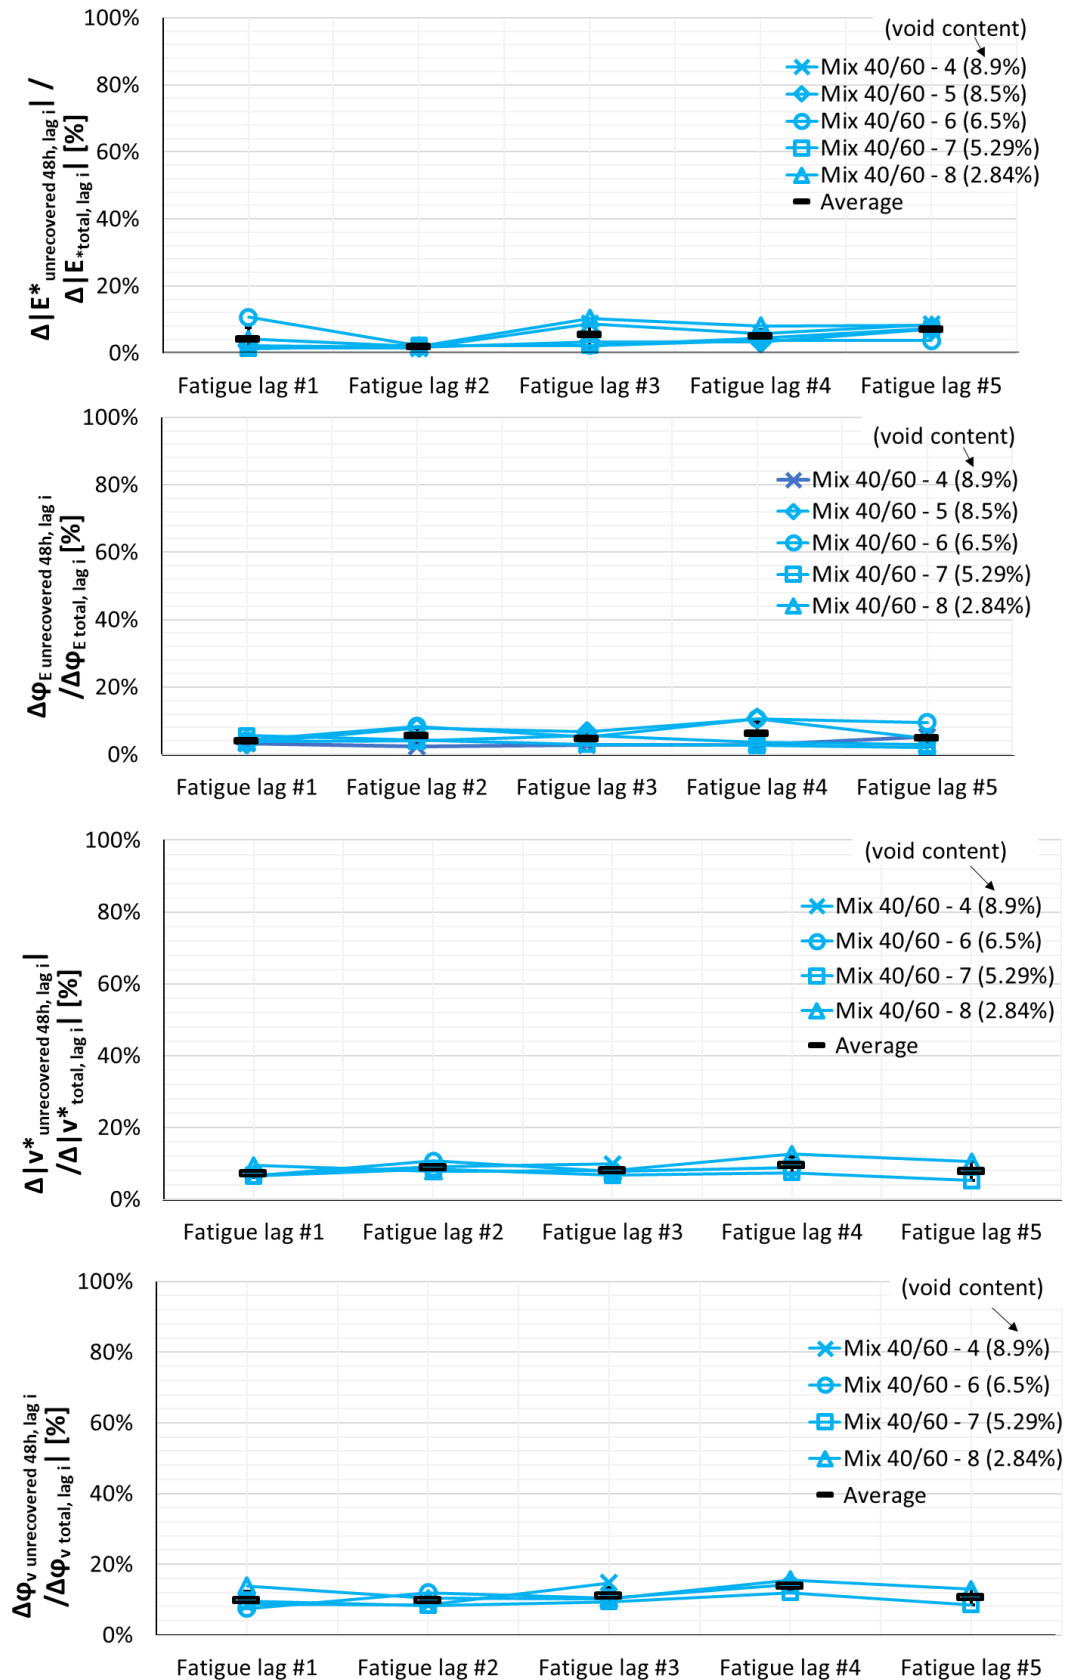 100%
80%
60%
40%
20%
0%
Δ|E*unrecovered 48h, lag i| /
Δ|E*total, lag i| [%]
(void content)
Mix 40/60 - 4 (8.9%)
Mix 40/60 - 5 (8.5%)
Mix 40/60 - 6 (6.5%)
Mix 40/60 - 7 (5.29%)
Mix 40/60 - 8 (2.84%)
Average
Fatigue lag #1 Fatigue lag #2 Fatigue lag #3 Fatigue lag #4 Fatigue lag #5
100%
80%
60%
40%
20%
0%
ΔφE unrecovered 48h, lag i
/ΔφE total, lag i| [%]
(void content)
Mix 40/60 - 4 (8.9%)
Mix 40/60 - 5 (8.5%)
Mix 40/60 - 6 (6.5%)
Mix 40/60 - 7 (5.29%)
Mix 40/60 - 8 (2.84%)
Fatigue lag #1 Fatigue lag #2 Fatigue lag #3 Fatigue lag #4 Fatigue lag #5
100%
80%
60%
40%
20%
0%
Δ|ν*unrecovered 48h, lag i|
/Δ|ν*total, lag i| [%]
(void content)
Mix 40/60 - 4 (8.9%)
Mix 40/60 - 6 (6.5%)
Mix 40/60 - 7 (5.29%)
Mix 40/60 - 8 (2.84%)
Average
Fatigue lag #1 Fatigue lag #2 Fatigue lag #3 Fatigue lag #4 Fatigue lag #5
100%
80%
60%
40%
20%
0%
Δφν unrecovered 48h, lag i
/Δφν total, lag i| [%]
(void content)
Mix 40/60 - 4 (8.9%)
Mix 40/60 - 6 (6.5%)
Mix 40/60 - 7 (5.29%)
Mix 40/60 - 8 (2.84%)
Average
Fatigue lag #1 Fatigue lag #2 Fatigue lag #3 Fatigue lag #4 Fatigue lag #5